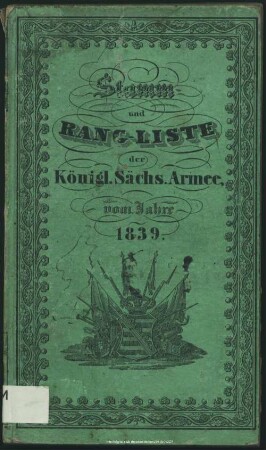 Stamm
und
RANG-LISTE
der
Königl. Sächs. Armee,
vom Jahre
1839.
M